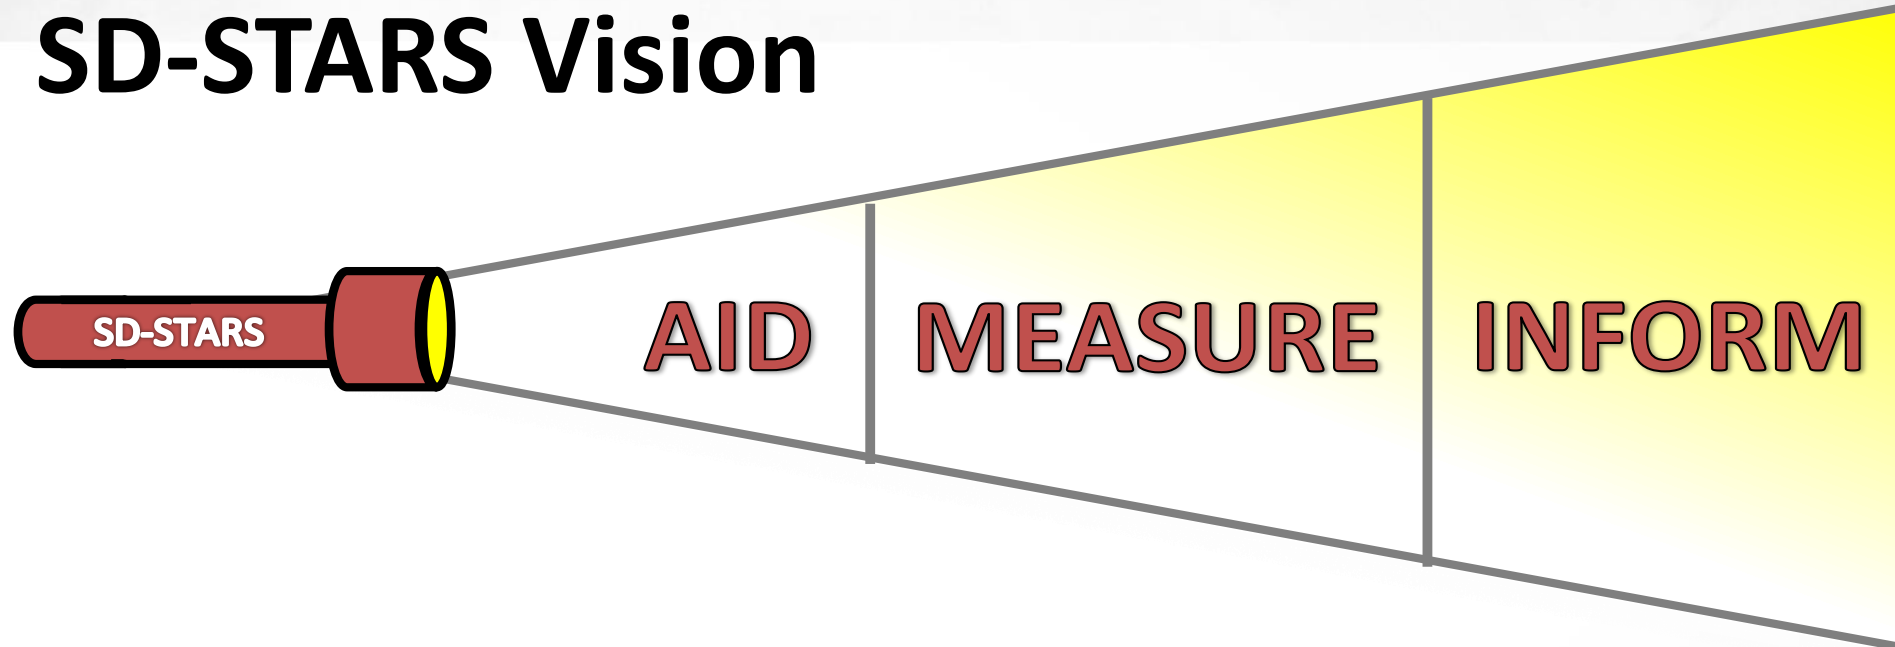 SD-STARS Vision
SD-STARS
AID
MEASURE
INFORM